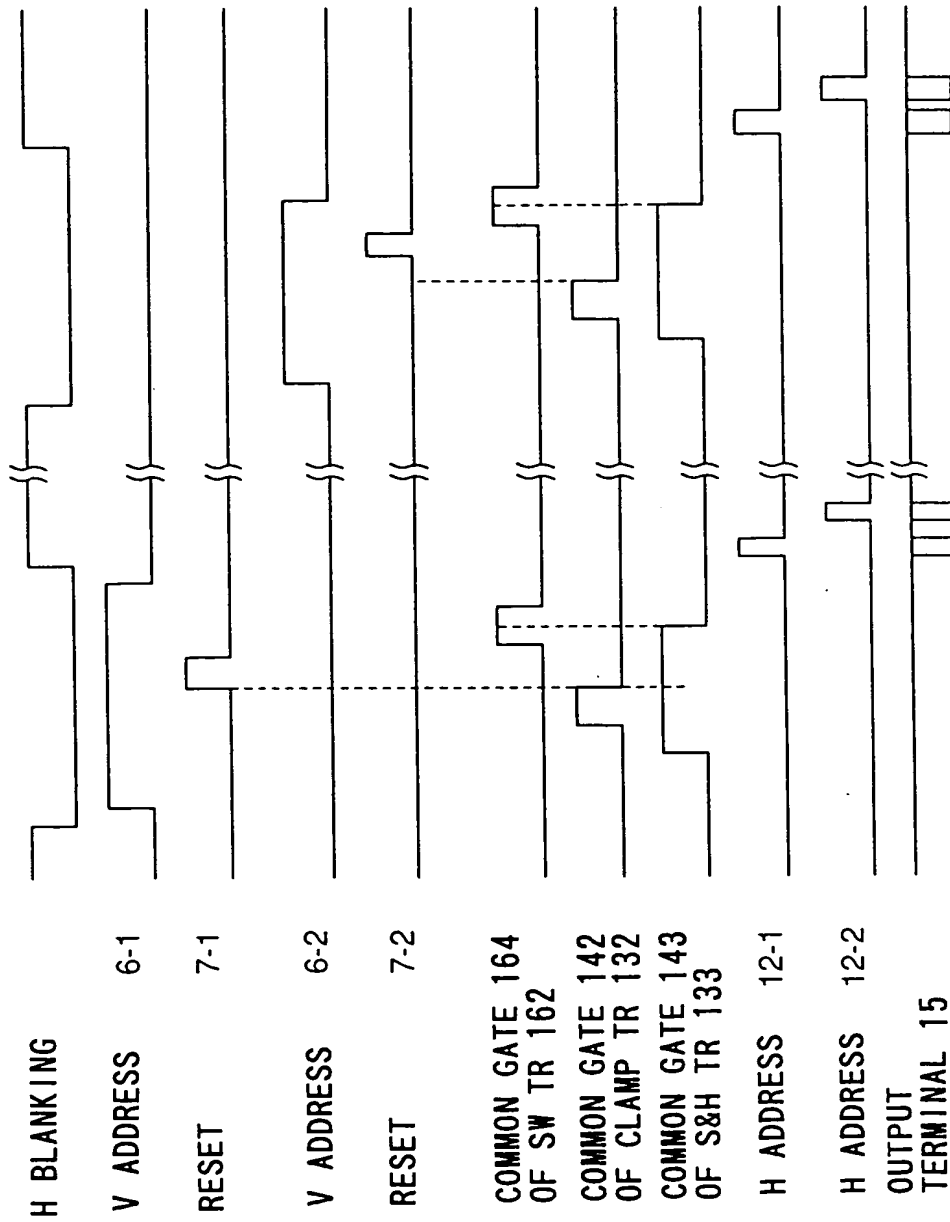 H BLANKING
V ADDRESS 6-1
RESET 7-1
V ADDRESS 6-2
RESET 7-2
COMMON GATE 164
OF SW TR 162
COMMON GATE 142
OF CLAMP TR 132
COMMON GATE 143
OF S&H TR 133
H ADDRESS 12-1
H ADDRESS 12-2
OUTPUT
TERMINAL 15